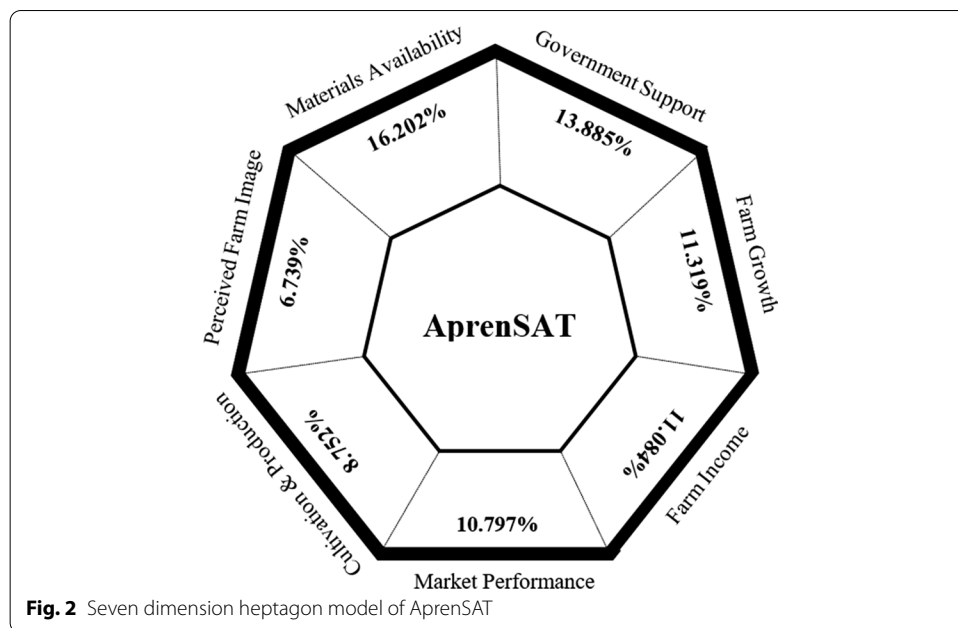 Materials Availability
16.202%
Government Support
13.885%
Farm Growth
11.319%
Farm Income
11.084%
Market Performance
10.797%
Cultivation & Production
8.752%
Perceived Farm Image
6.739%
AprenSAT
Fig. 2 Seven dimension heptagon model of AprenSAT